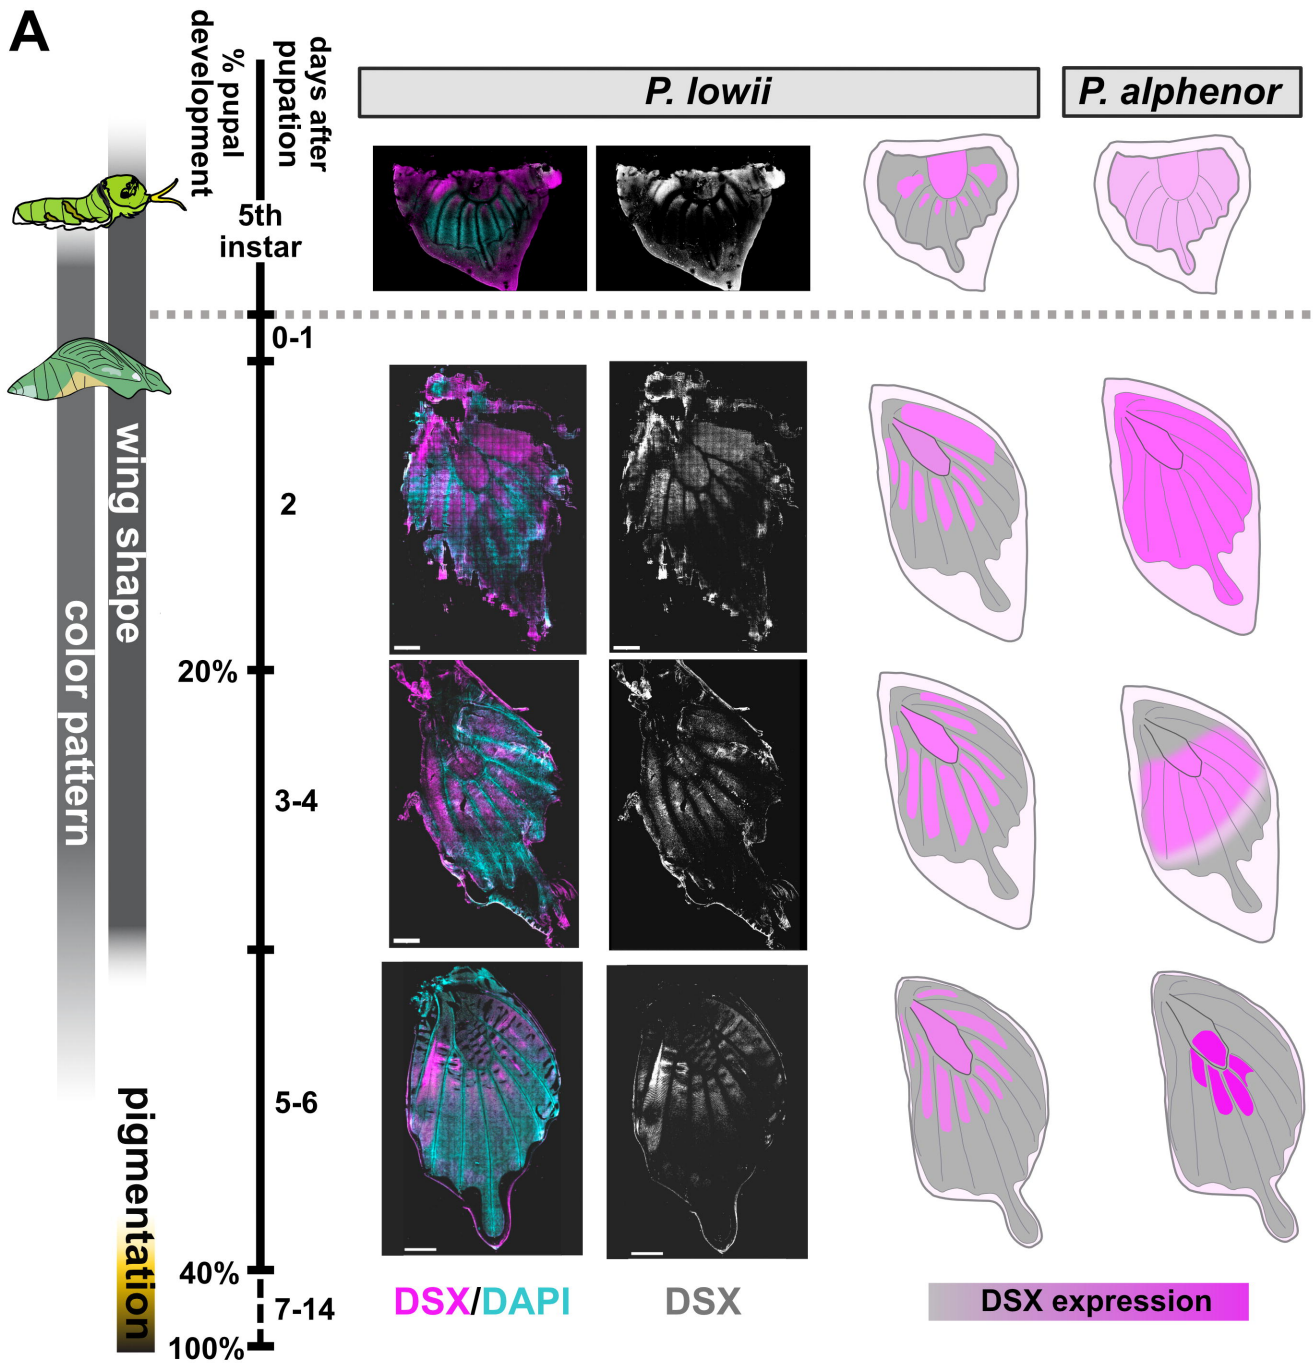 A
% pupal
development
days after
pupation
P. lowii
P. alphenor
5th
instar
0-1
2
20%
3-4
5-6
40%
7-14
100%
wing shape
color pattern
pigmentation
DSX/DAPI
DSX
DSX expression